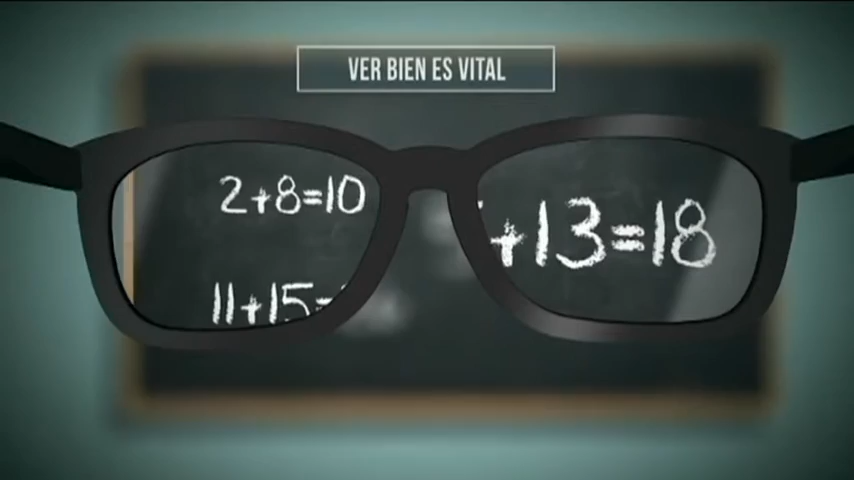 VER BIEN ES VITAL
2+8=10
+13=18
11+15=